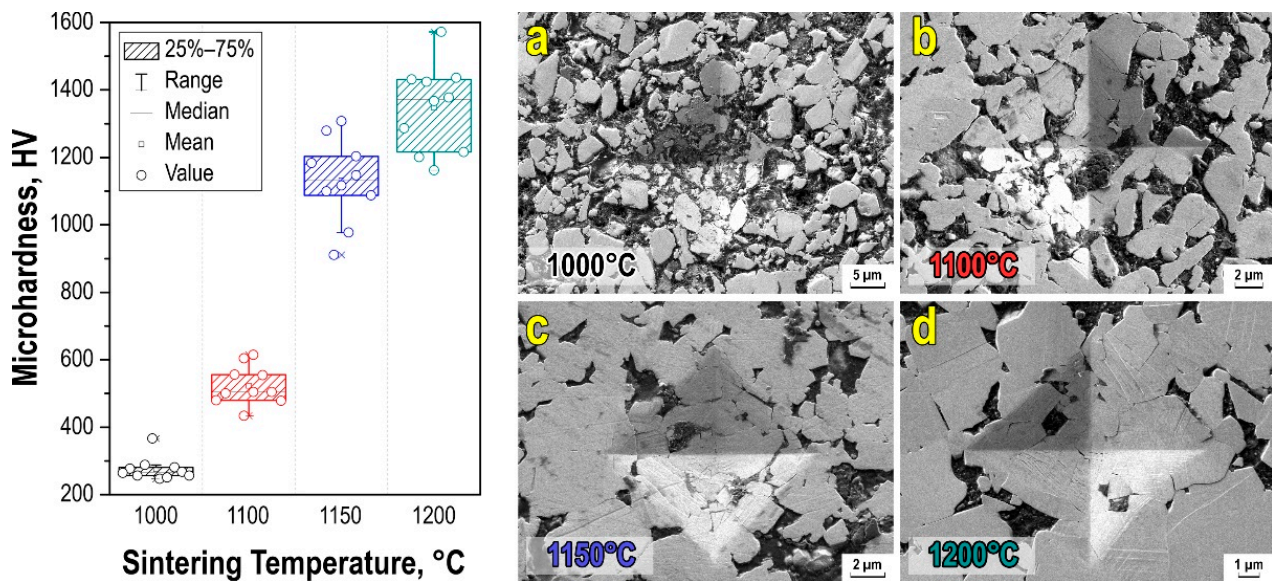 Microhardness, HV
1600
1400
1200
1000
800
600
400
200
25%–75%
Range
Median
Mean
Value
1000
1100
1150
1200
Sintering Temperature, °C
a
1000°C
5 µm
b
1100°C
2 µm
c
1150°C
2 µm
d
1200°C
1 µm